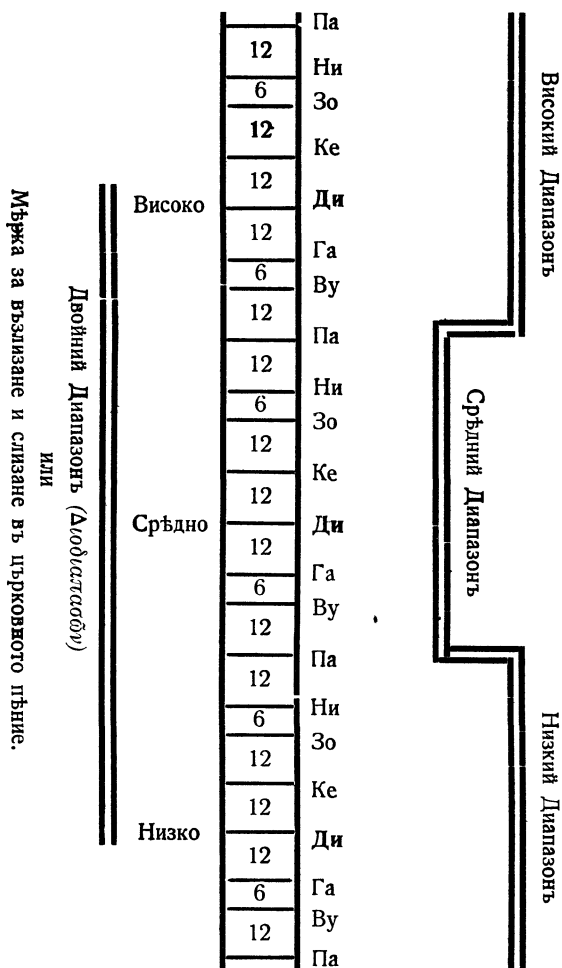 Па
12
Ни
6
Зо
12
Ке
12
Високо
Ди
12
Га
6
Ву
12
Па
12
Ни
6
Зо
12
Ке
12
Срѣдно
Ди
12
Га
6
Ву
12
Па
12
Ни
6
Зо
12
Ке
12
Низко
Ди
12
Га
6
Ву
12
Па
Високий Диапазонъ
Срѣдний Диапазонъ
Низкий Диапазонъ
Двойний Диапазонъ (Διοδιαπασῶν)
или
Мѣрка за възлизане и слизане въ църковното пѣние.